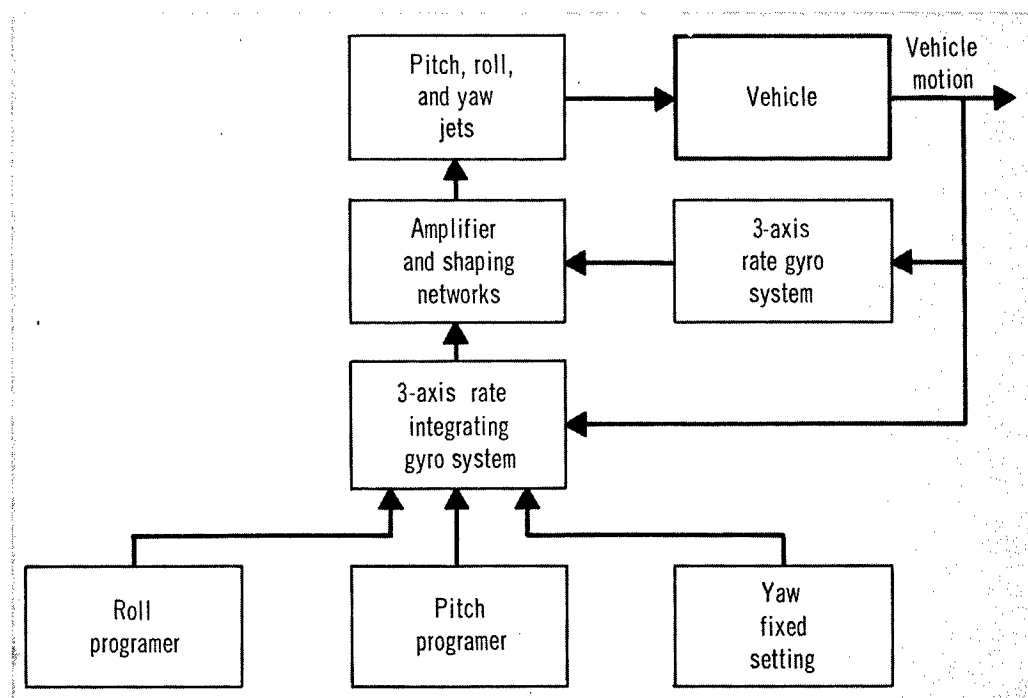 Pitch, roll,
and yaw
jets
Vehicle
Vehicle
motion
Amplifier
and shaping
networks
3-axis
rate gyro
system
3-axis rate
integrating
gyro system
Roll
programer
Pitch
programer
Yaw
fixed
setting